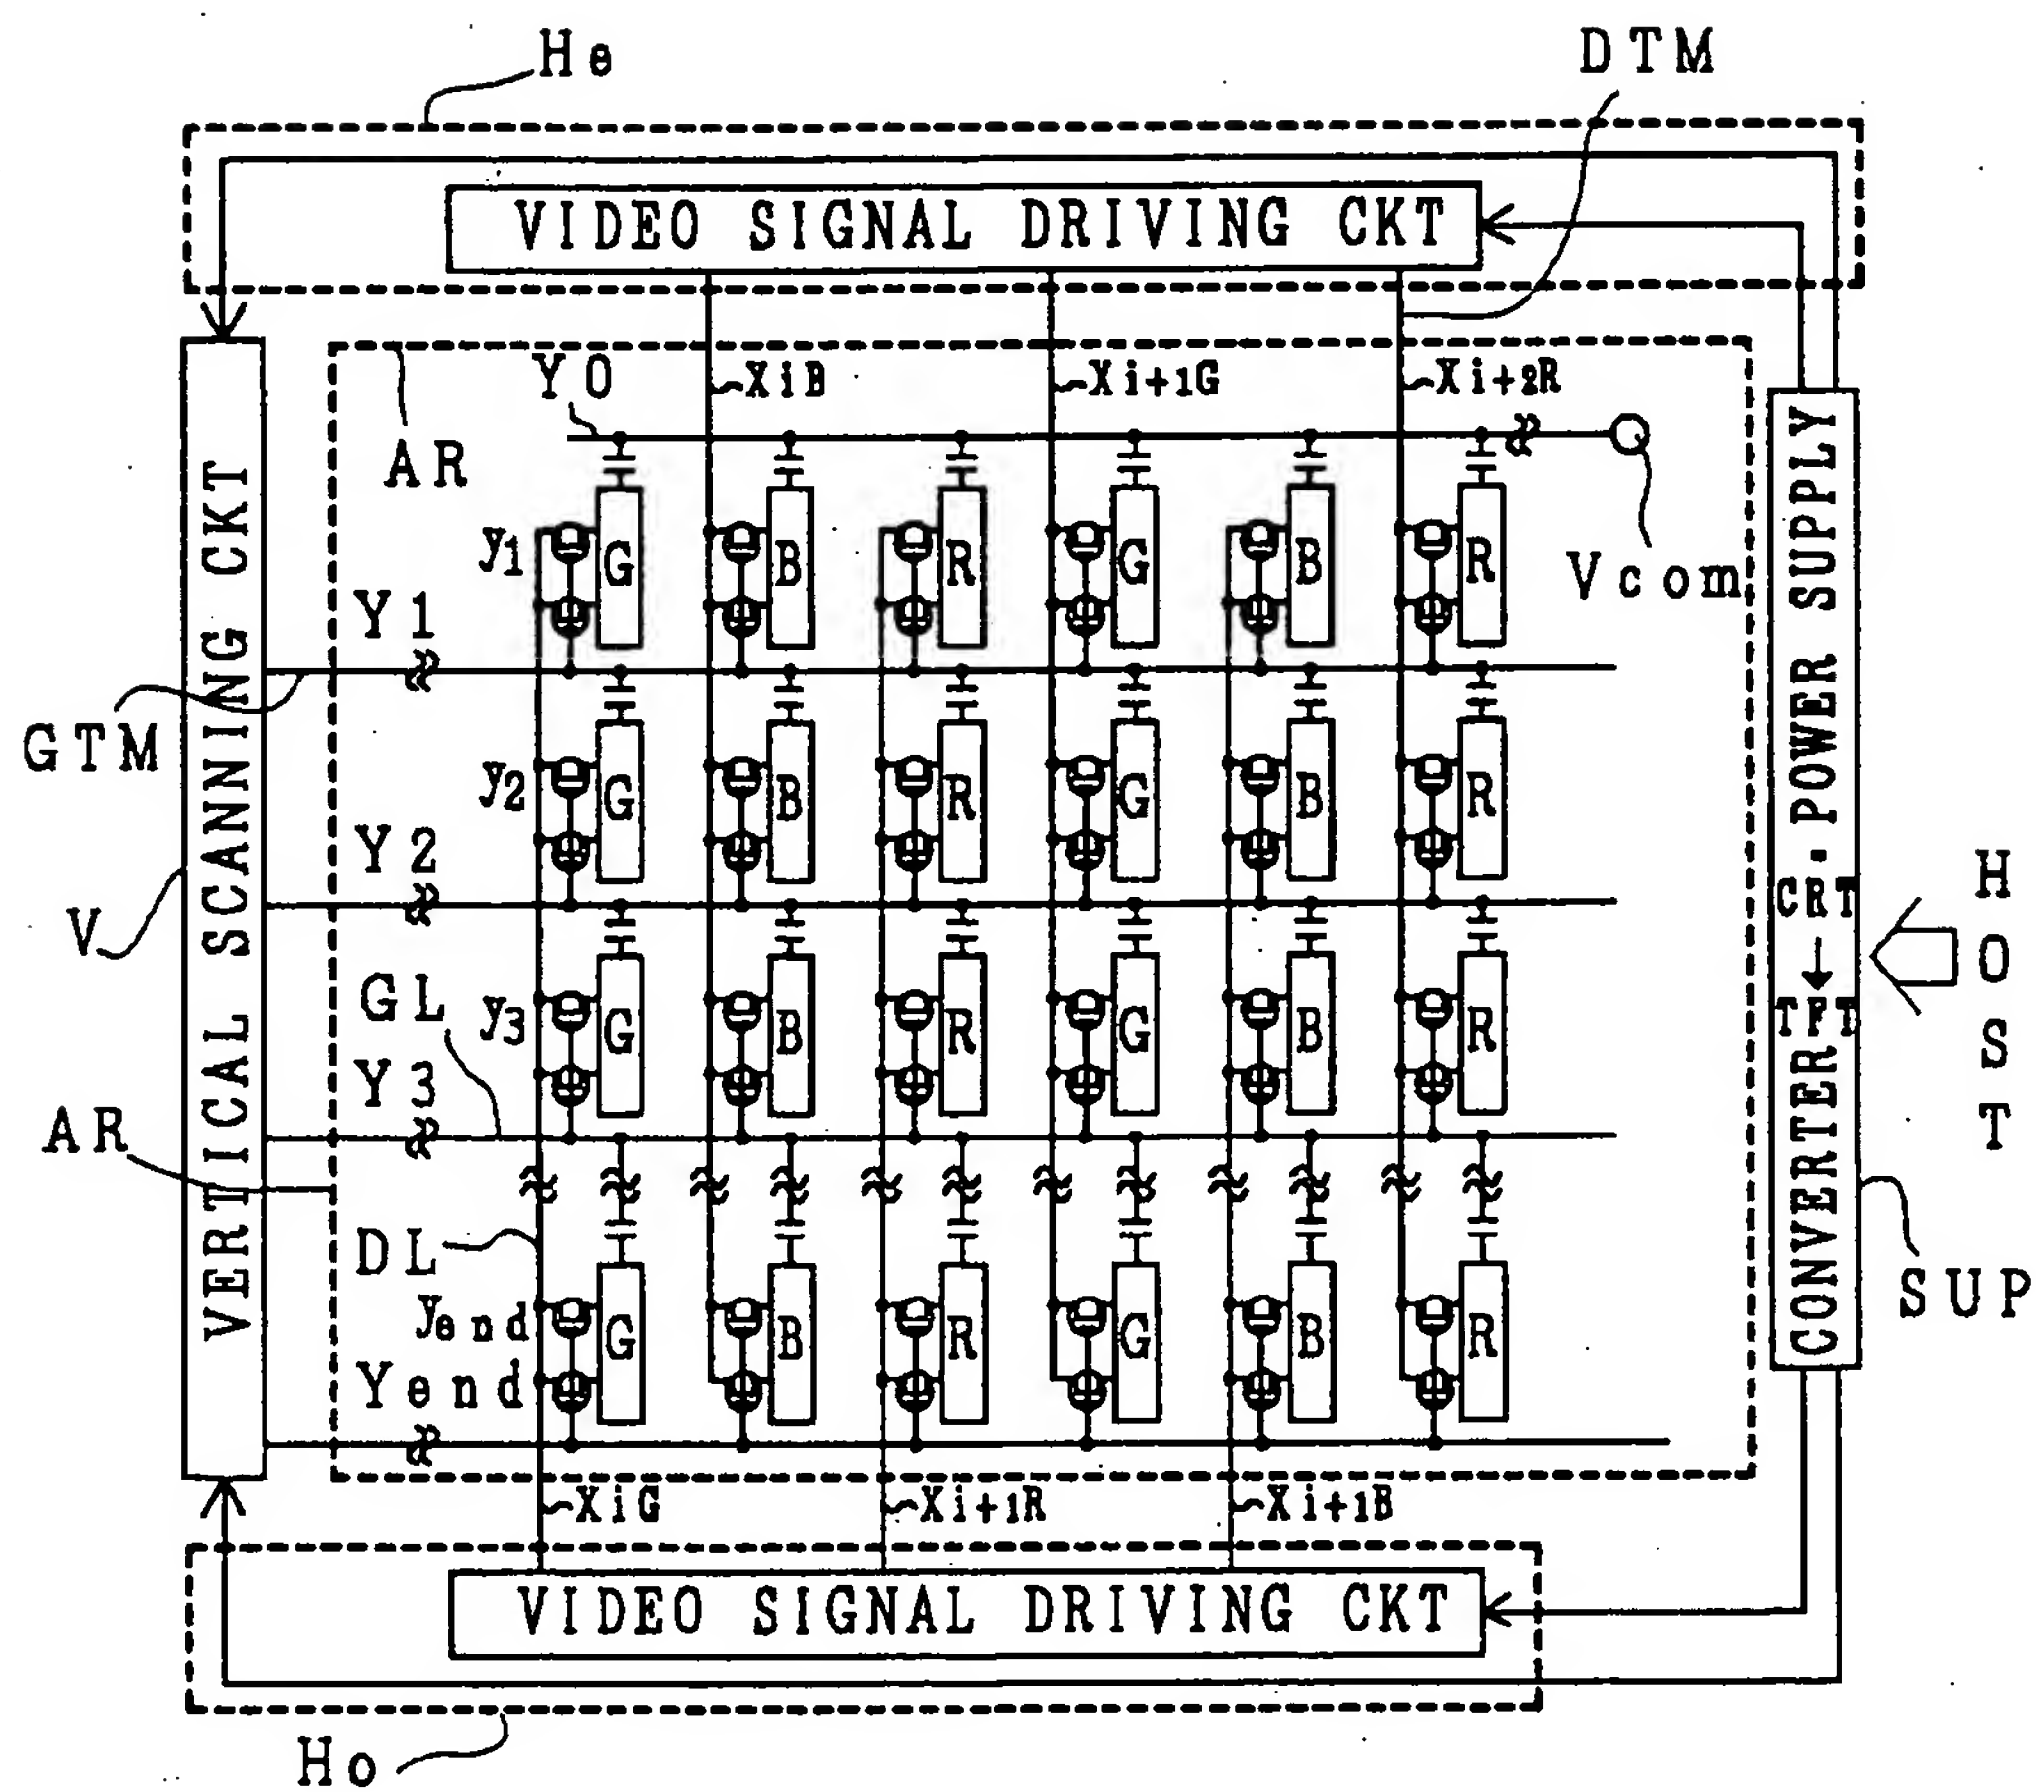 He
DTM
VIDEO SIGNAL DRIVING CKT
Y0
XiB
Xi+1G
Xi+2R
AR
Vcom
y1
G B R G B R
Y1
GTM
y2
G B R G B R
Y2
V
GL
y3
G B R G B R
Y3
AR
DL
yend
G B R G B R
Yend
VERTICAL SCANNING CKT
CONVERTER
TFT
CRT
· POWER SUPPLY
HOST
SUP
XiG
Xi+1R
Xi+1B
VIDEO SIGNAL DRIVING CKT
Ho